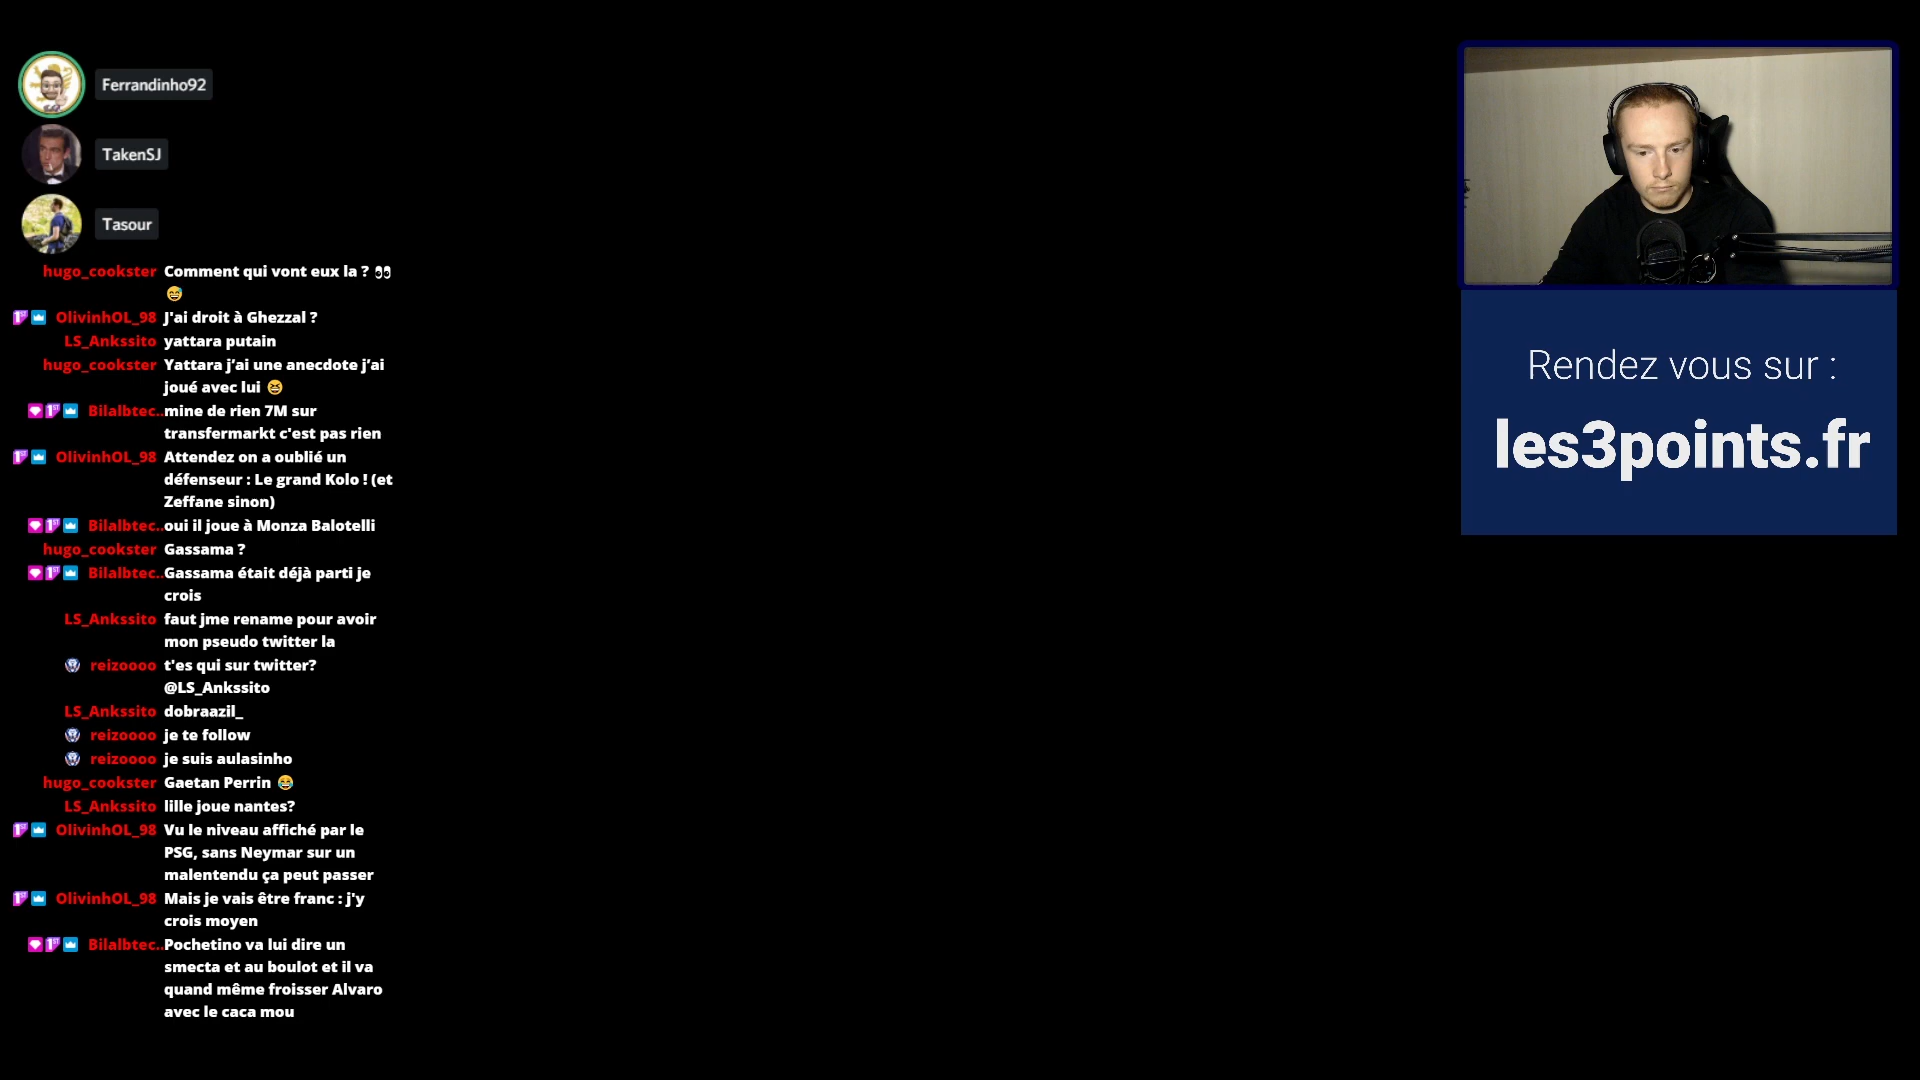 Ferrandinho92
TakenSJ
Tasour
hugo_cookster Comment qui vont eux la ? 👀
😅
OlivinhOL_98 J'ai droit à Ghezzal ?
LS_Ankssito yattara putain
hugo_cookster Yattara j’ai une anecdote j’ai
joué avec lui 😆
Bilalbtec.. mine de rien 7M sur
transfermarkt c'est pas rien
OlivinhOL_98 Attendez on a oublié un
défenseur : Le grand Kolo ! (et
Zeffane sinon)
Bilalbtec.. oui il joue à Monza Balotelli
hugo_cookster Gassama ?
Bilalbtec.. Gassama était déjà parti je
crois
LS_Ankssito faut jme rename pour avoir
mon pseudo twitter la
reizoooo t'es qui sur twitter?
@LS_Ankssito
LS_Ankssito dobraazil_
reizoooo je te follow
reizoooo je suis aulasinho
hugo_cookster Gaetan Perrin 😂
LS_Ankssito lille joue nantes?
OlivinhOL_98 Vu le niveau affiché par le
PSG, sans Neymar sur un
malentendu ça peut passer
OlivinhOL_98 Mais je vais être franc : j'y
crois moyen
Bilalbtec.. Pochetino va lui dire un
smecta et au boulot et il va
quand même froisser Alvaro
avec le caca mou
Rendez vous sur :
les3points.fr